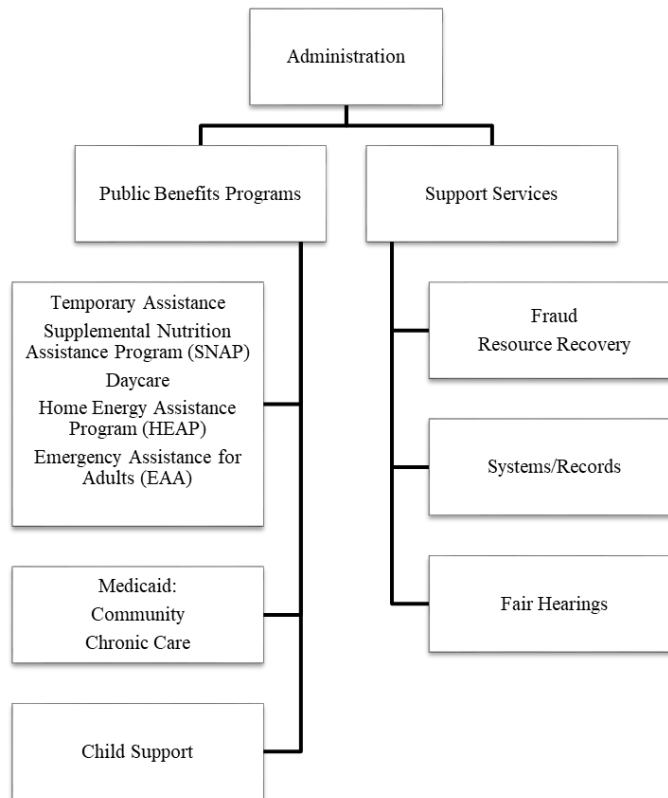 Administration
Public Benefits Programs
Support Services
Temporary Assistance
Supplemental Nutrition
Assistance Program (SNAP)
Daycare
Home Energy Assistance
Program (HEAP)
Emergency Assistance for
Adults (EAA)
Medicaid:
Community
Chronic Care
Child Support
Fraud
Resource Recovery
Systems/Records
Fair Hearings